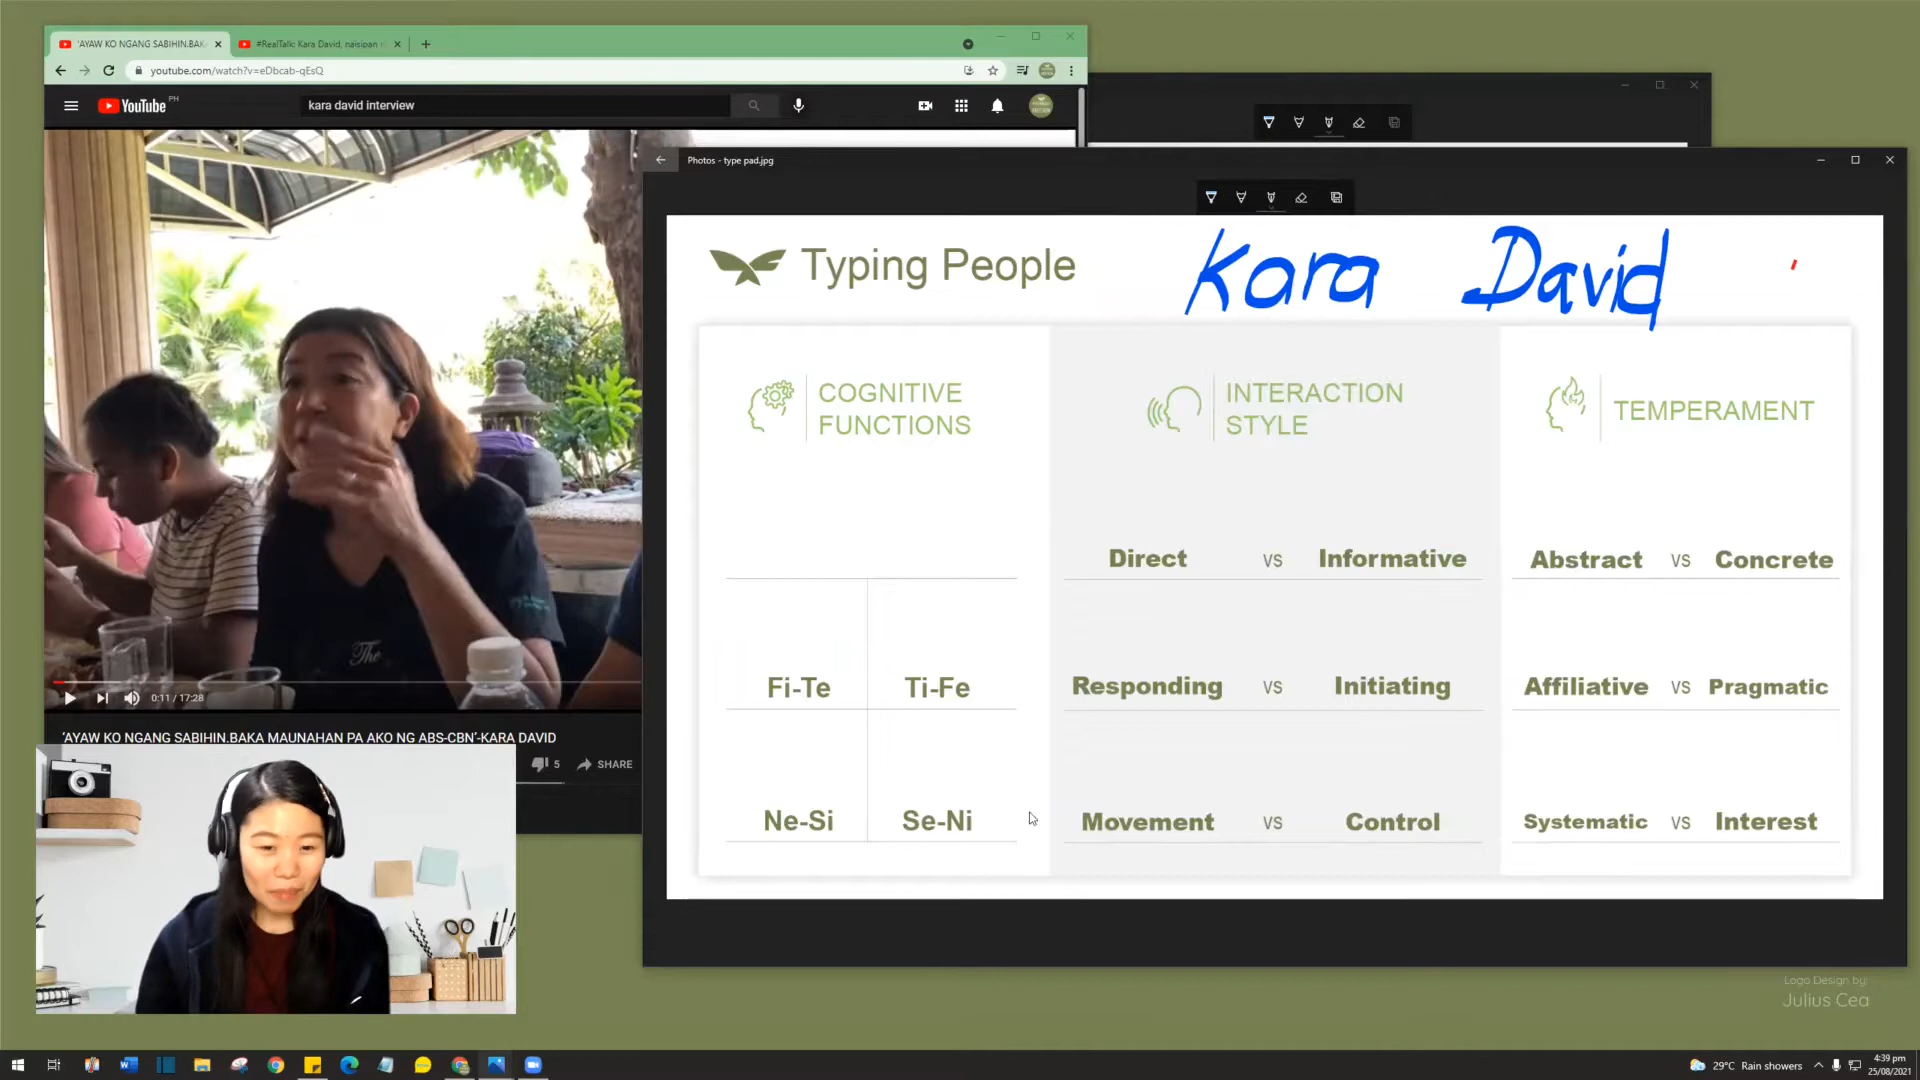 'AYAW KO NGANG SABIHIN.BAK
#RealTalk: Kara David, naisipan
youtube.com/watch?v=eDbcab-qEsQ
YouTube PH
kara david interview
Photos - type pad.jpg
Typing People
Kara David
COGNITIVE
FUNCTIONS
INTERACTION
STYLE
TEMPERAMENT
Direct vs Informative
Abstract vs Concrete
Fi-Te
Ti-Fe
Responding vs Initiating
Affiliative vs Pragmatic
Ne-Si
Se-Ni
Movement vs Control
Systematic vs Interest
The
0:11 / 17:28
'AYAW KO NGANG SABIHIN.BAKA MAUNAHAN PA AKO NG ABS-CBN'-KARA DAVID
5
SHARE
Logo Design by:
Julius Cea
29°C Rain showers
4:39 pm
25/08/2021